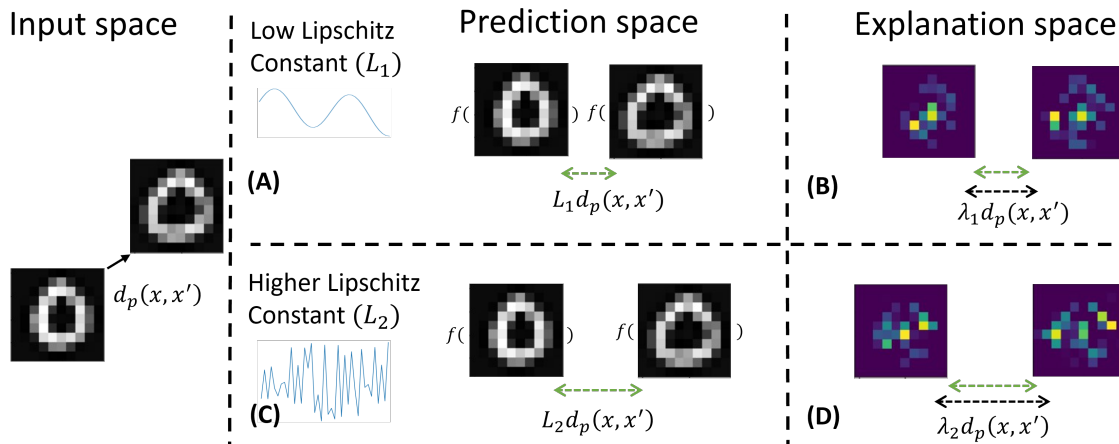 Input space
Prediction space
Explanation space
Low Lipschitz
Constant (𝐿₁)
𝑓( ) 𝑓( )
(A)
𝐿₁𝑑ₚ(𝑥, 𝑥′)
(B)
𝜆₁𝑑ₚ(𝑥, 𝑥′)
𝑑ₚ(𝑥, 𝑥′)
Higher Lipschitz
Constant (𝐿₂)
𝑓( ) 𝑓( )
(C)
𝐿₂𝑑ₚ(𝑥, 𝑥′)
(D)
𝜆₂𝑑ₚ(𝑥, 𝑥′)